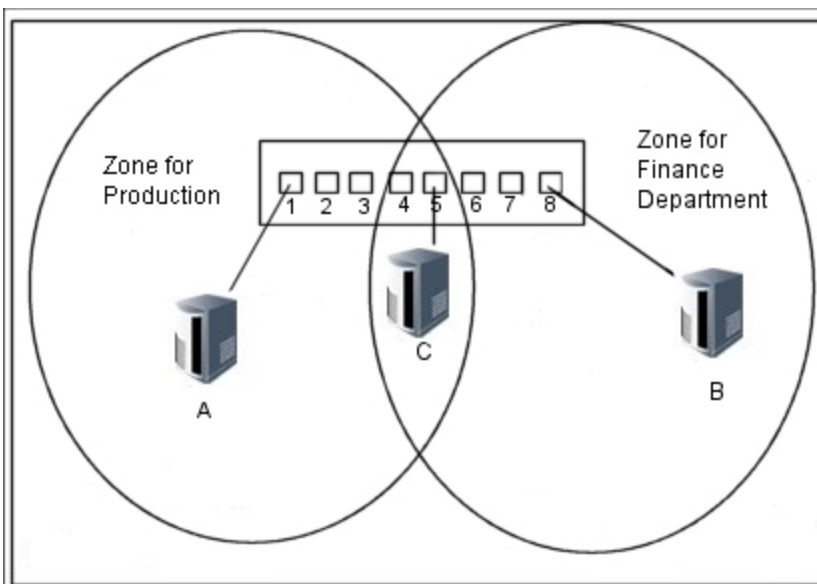 Zone for
Production
Zone for
Finance
Department
1 2 3 4 5 6 7 8
A
C
B